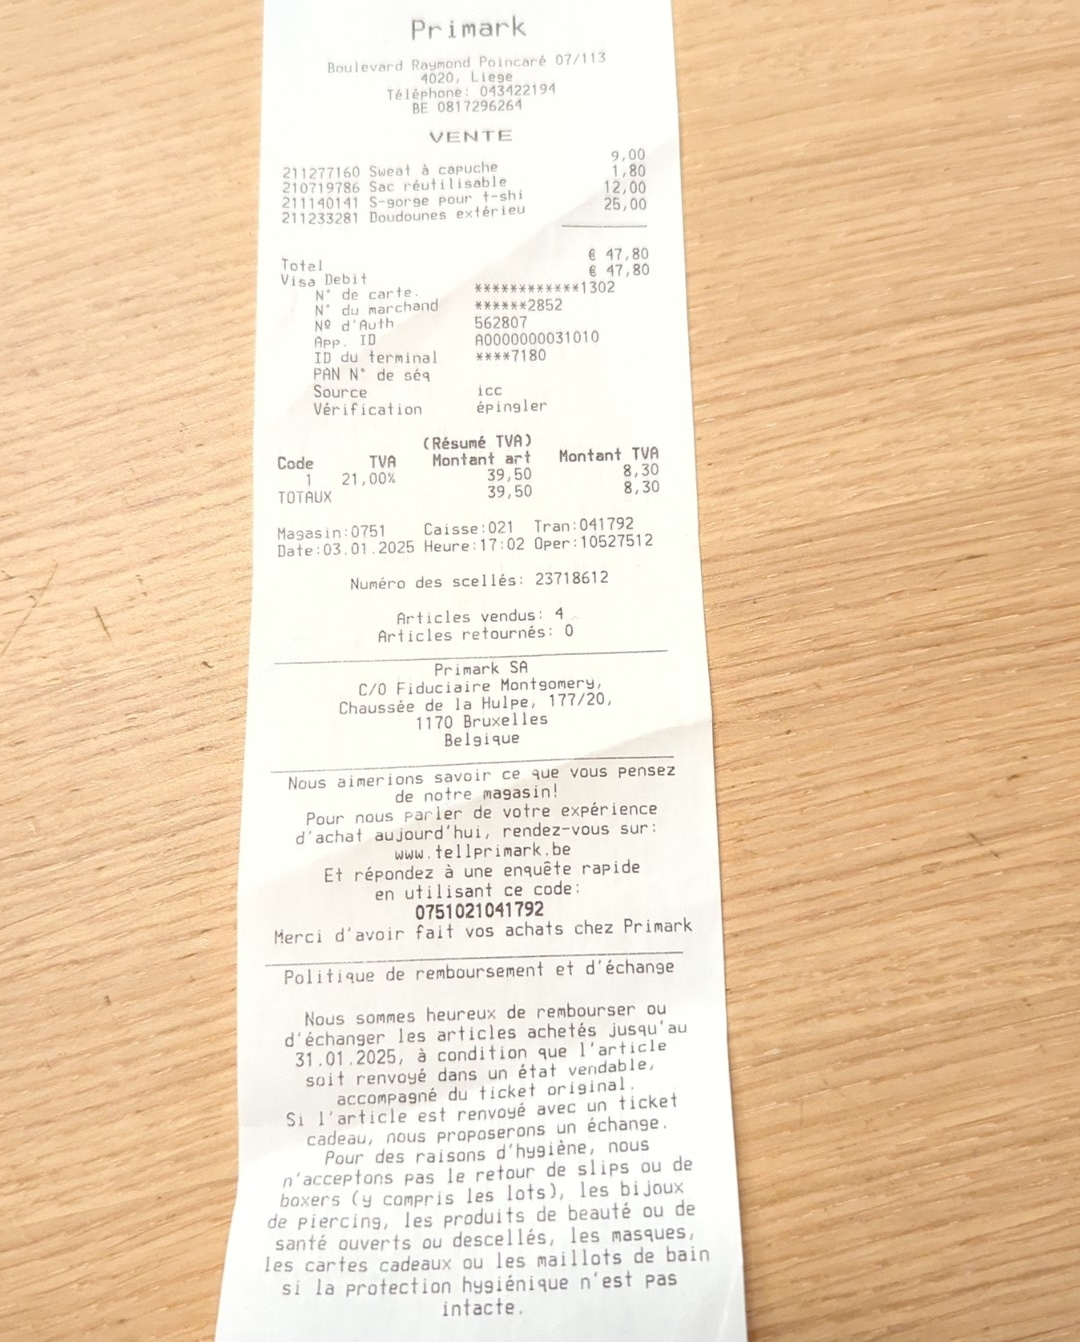 Primark
Boulevard Raymond Poincaré 07/113
4020, Liege
Téléphone: 043422194
BE 0817296264
VENTE
211277160 Sweat à capuche 9,00
210719786 Sac réutilisable 1,80
211140141 S-gorge pour t-shi 12,00
211233281 Doudounes extérieu 25,00
Total € 47,80
Visa Debit € 47,80
N° de carte. ************1302
N° du marchand ******2852
Nº d'Auth 562807
App. ID A0000000031010
ID du terminal ****7180
PAN N° de séq
Source icc
Vérification épingler
(Résumé TVA)
Code TVA Montant art Montant TVA
1 21,00% 39,50 8,30
TOTAUX 39,50 8,30
Magasin:0751 Caisse:021 Tran:041792
Date:03.01.2025 Heure:17:02 Oper:10527512
Numéro des scellés: 23718612
Articles vendus: 4
Articles retournés: 0
Primark SA
C/O Fiduciaire Montgomery,
Chaussée de la Hulpe, 177/20,
1170 Bruxelles
Belgique
Nous aimerions savoir ce que vous pensez
de notre magasin!
Pour nous parler de votre expérience
d'achat aujourd'hui, rendez-vous sur:
www.tellprimark.be
Et répondez à une enquête rapide
en utilisant ce code:
0751021041792
Merci d'avoir fait vos achats chez Primark
Politique de remboursement et d'échange
Nous sommes heureux de rembourser ou
d'échanger les articles achetés jusqu'au
31.01.2025, à condition que l'article
soit renvoyé dans un état vendable,
accompagné du ticket original.
Si l'article est renvoyé avec un ticket
cadeau, nous proposerons un échange.
Pour des raisons d'hygiène, nous
n'acceptons pas le retour de slips ou de
boxers (y compris les lots), les bijoux
de piercing, les produits de beauté ou de
santé ouverts ou descellés, les masques,
les cartes cadeaux ou les maillots de bain
si la protection hygiénique n'est pas
intacte.